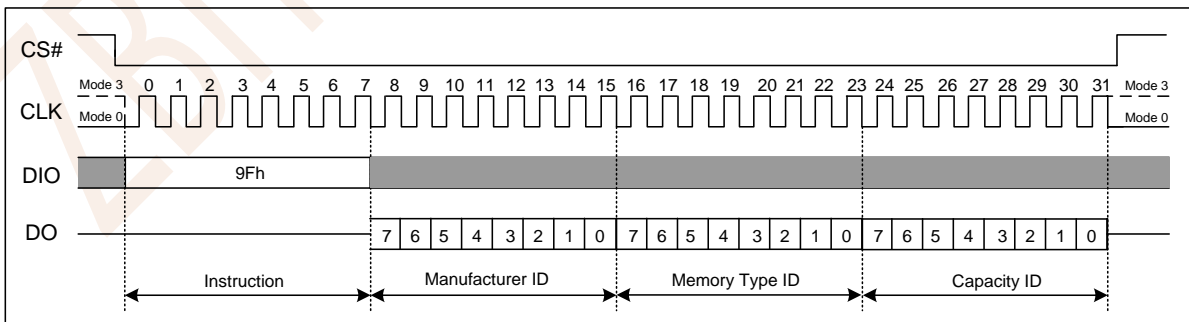 CS#
Mode 3 0 1 2 3 4 5 6 7 8 9 10 11 12 13 14 15 16 17 18 19 20 21 22 23 24 25 26 27 28 29 30 31 Mode 3
CLK
Mode 0 Mode 0
DIO 9Fh
DO 7 6 5 4 3 2 1 0 7 6 5 4 3 2 1 0 7 6 5 4 3 2 1 0
Instruction Manufacturer ID Memory Type ID Capacity ID